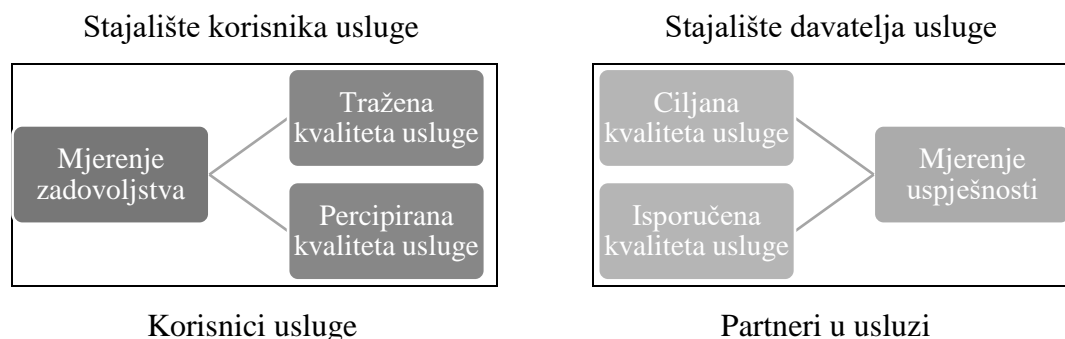 Stajalište korisnika usluge
Mjerenje
zadovoljstva
Tražena
kvaliteta usluge
Percipirana
kvaliteta usluge
Korisnici usluge
Stajalište davatelja usluge
Ciljana
kvaliteta usluge
Isporučena
kvaliteta usluge
Mjerenje
uspješnosti
Partneri u usluzi